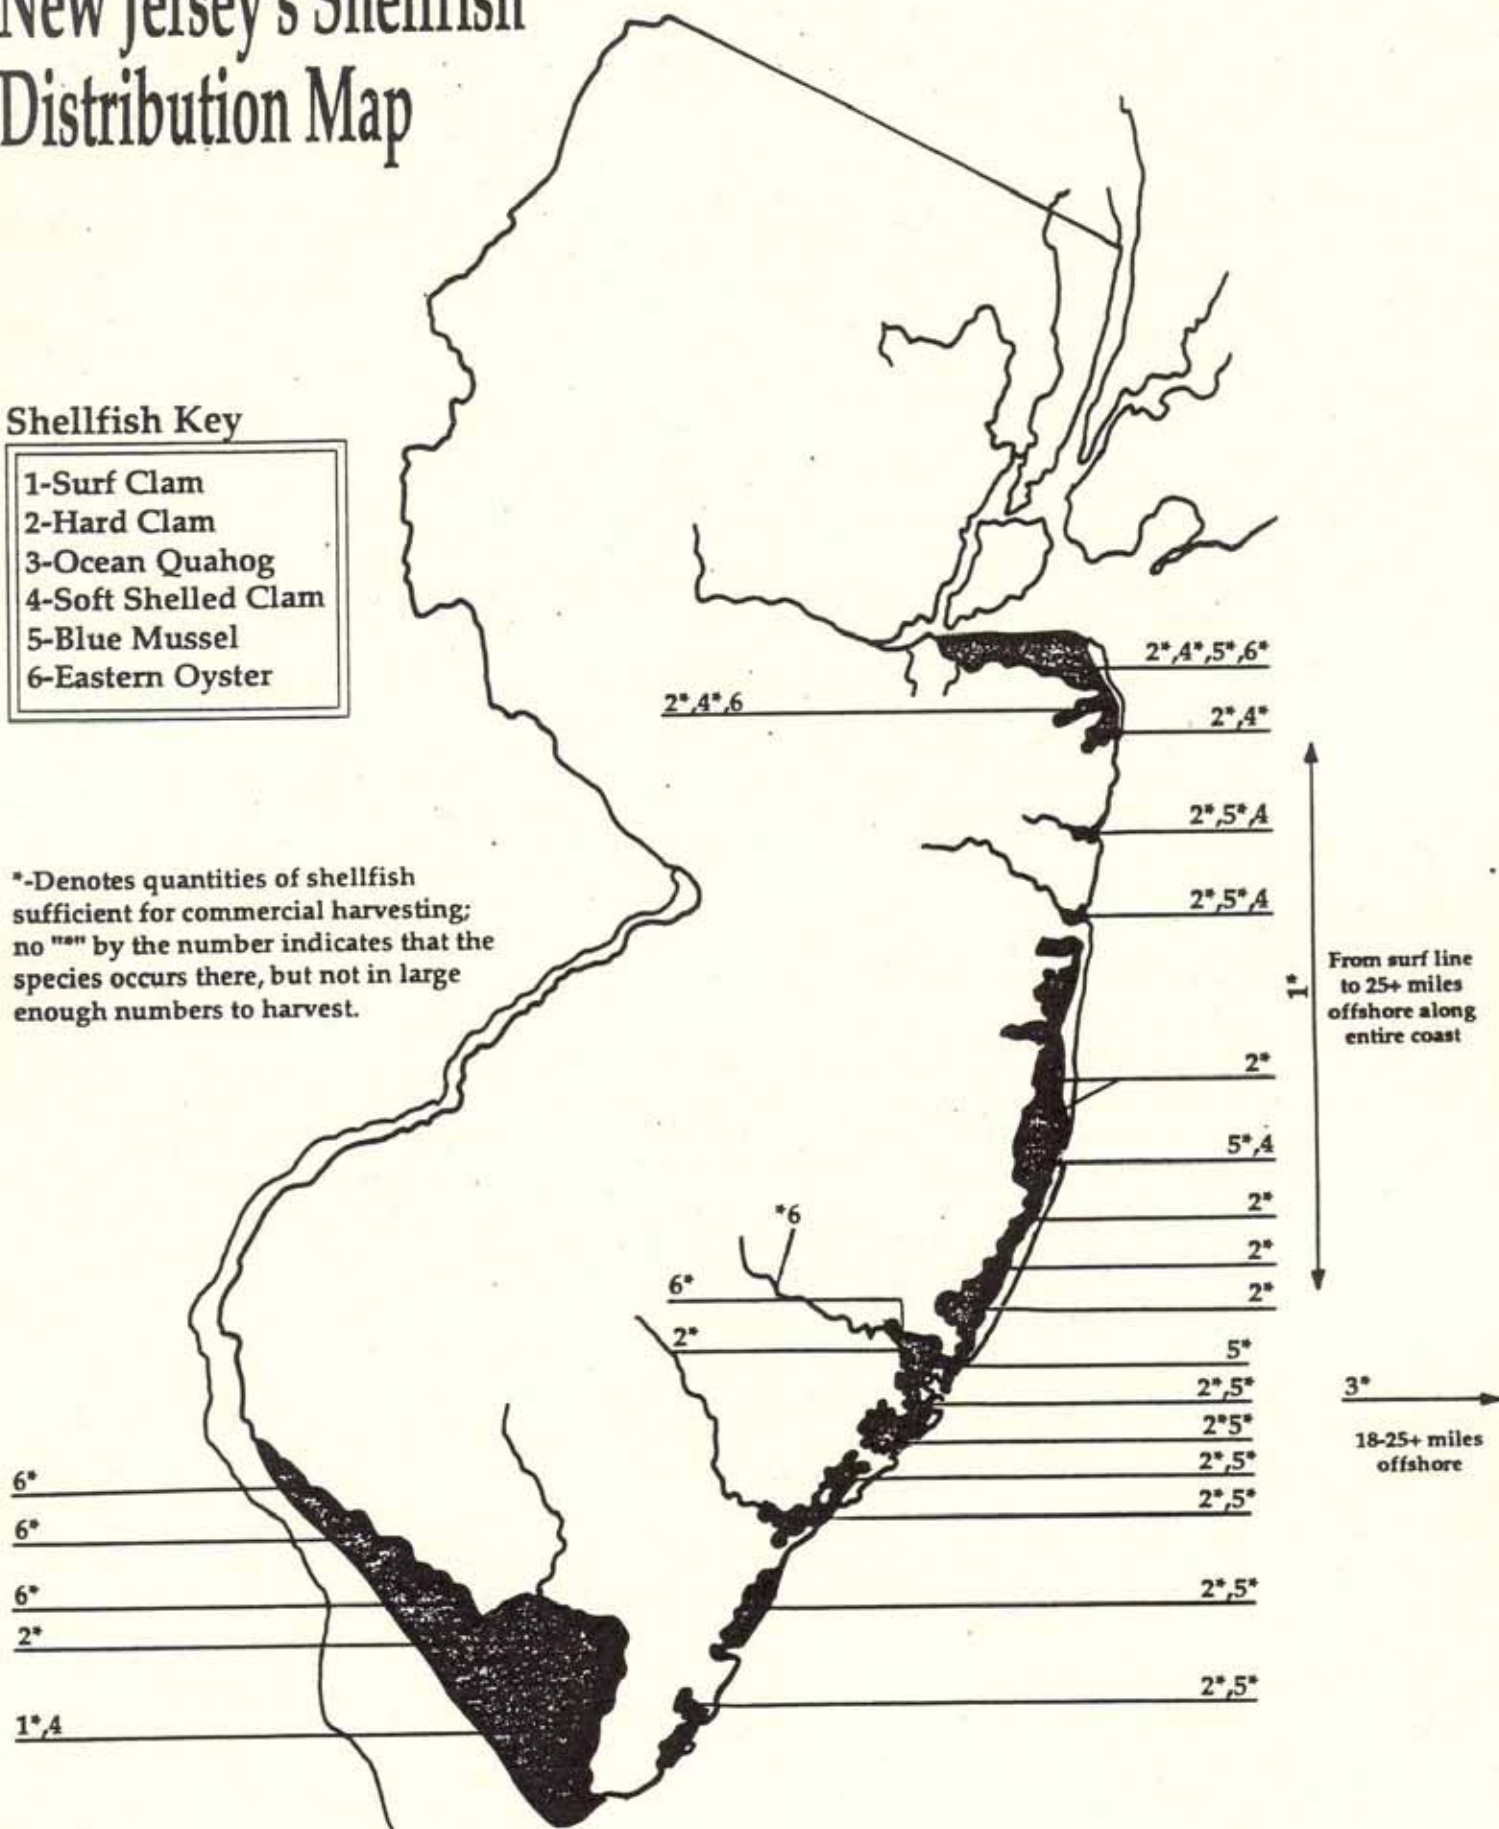 New Jersey's Shellfish
Distribution Map
Shellfish Key
1-Surf Clam
2-Hard Clam
3-Ocean Quahog
4-Soft Shelled Clam
5-Blue Mussel
6-Eastern Oyster
*-Denotes quantities of shellfish
sufficient for commercial harvesting;
no "*" by the number indicates that the
species occurs there, but not in large
enough numbers to harvest.
2*,4*,5*,6*
2*,4*,6
2*,4*
2*,5*,4
2*,5*,4
1*
From surf line
to 25+ miles
offshore along
entire coast
2*
5*,4
2*
*6
2*
6*
2*
2*
5*
2*,5*
3*
2*5*
18-25+ miles
offshore
2*,5*
2*,5*
6*
6*
6*
2*,5*
2*
2*,5*
1*,4